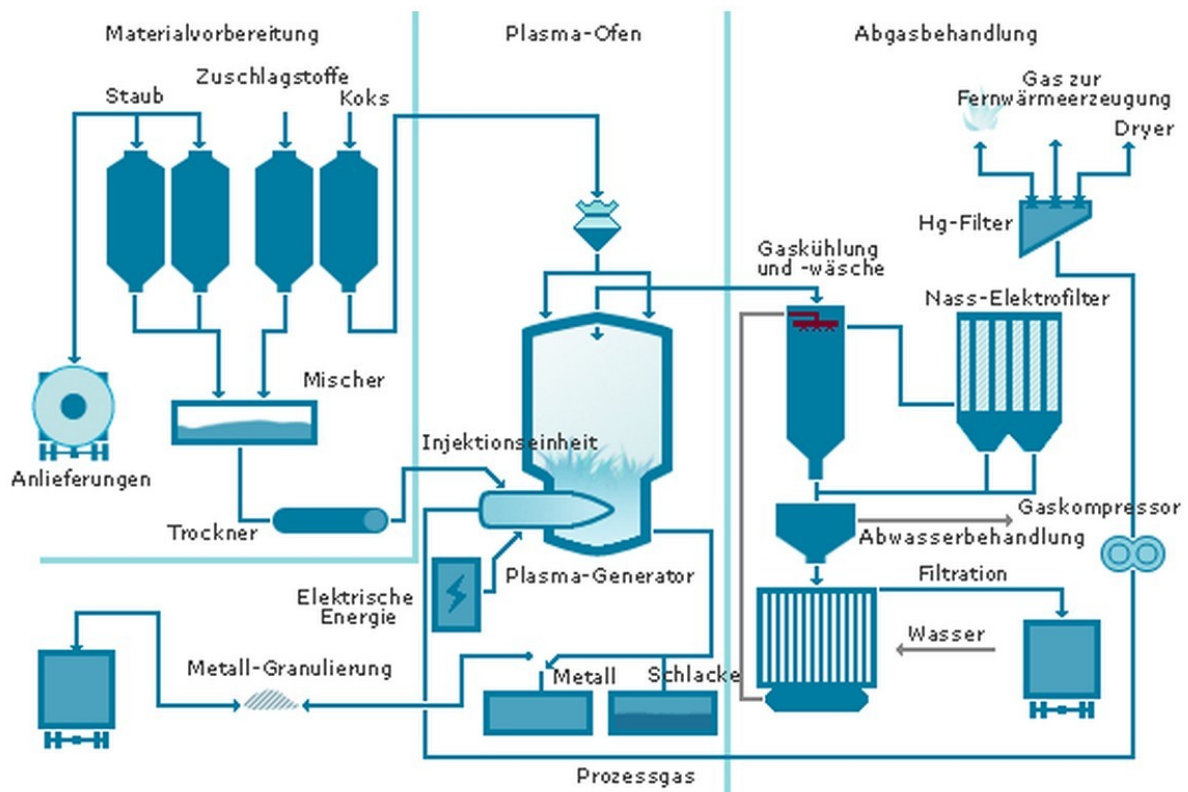 Materialvorbereitung
Plasma-Ofen
Abgasbehandlung
Zuschlagstoffe
Staub
Koks
Gas zur
Fernwärmeerzeugung
Dryer
Hg-Filter
Gaskühlung
und -wäsche
Nass-Elektrofilter
Mischer
Injektionseinheit
Anlieferungen
Trockner
Gaskompressor
Abwasserbehandlung
Plasma-Generator
Filtration
Elektrische
Energie
Wasser
Metall-Granulierung
Metall
Schlacke
Prozessgas